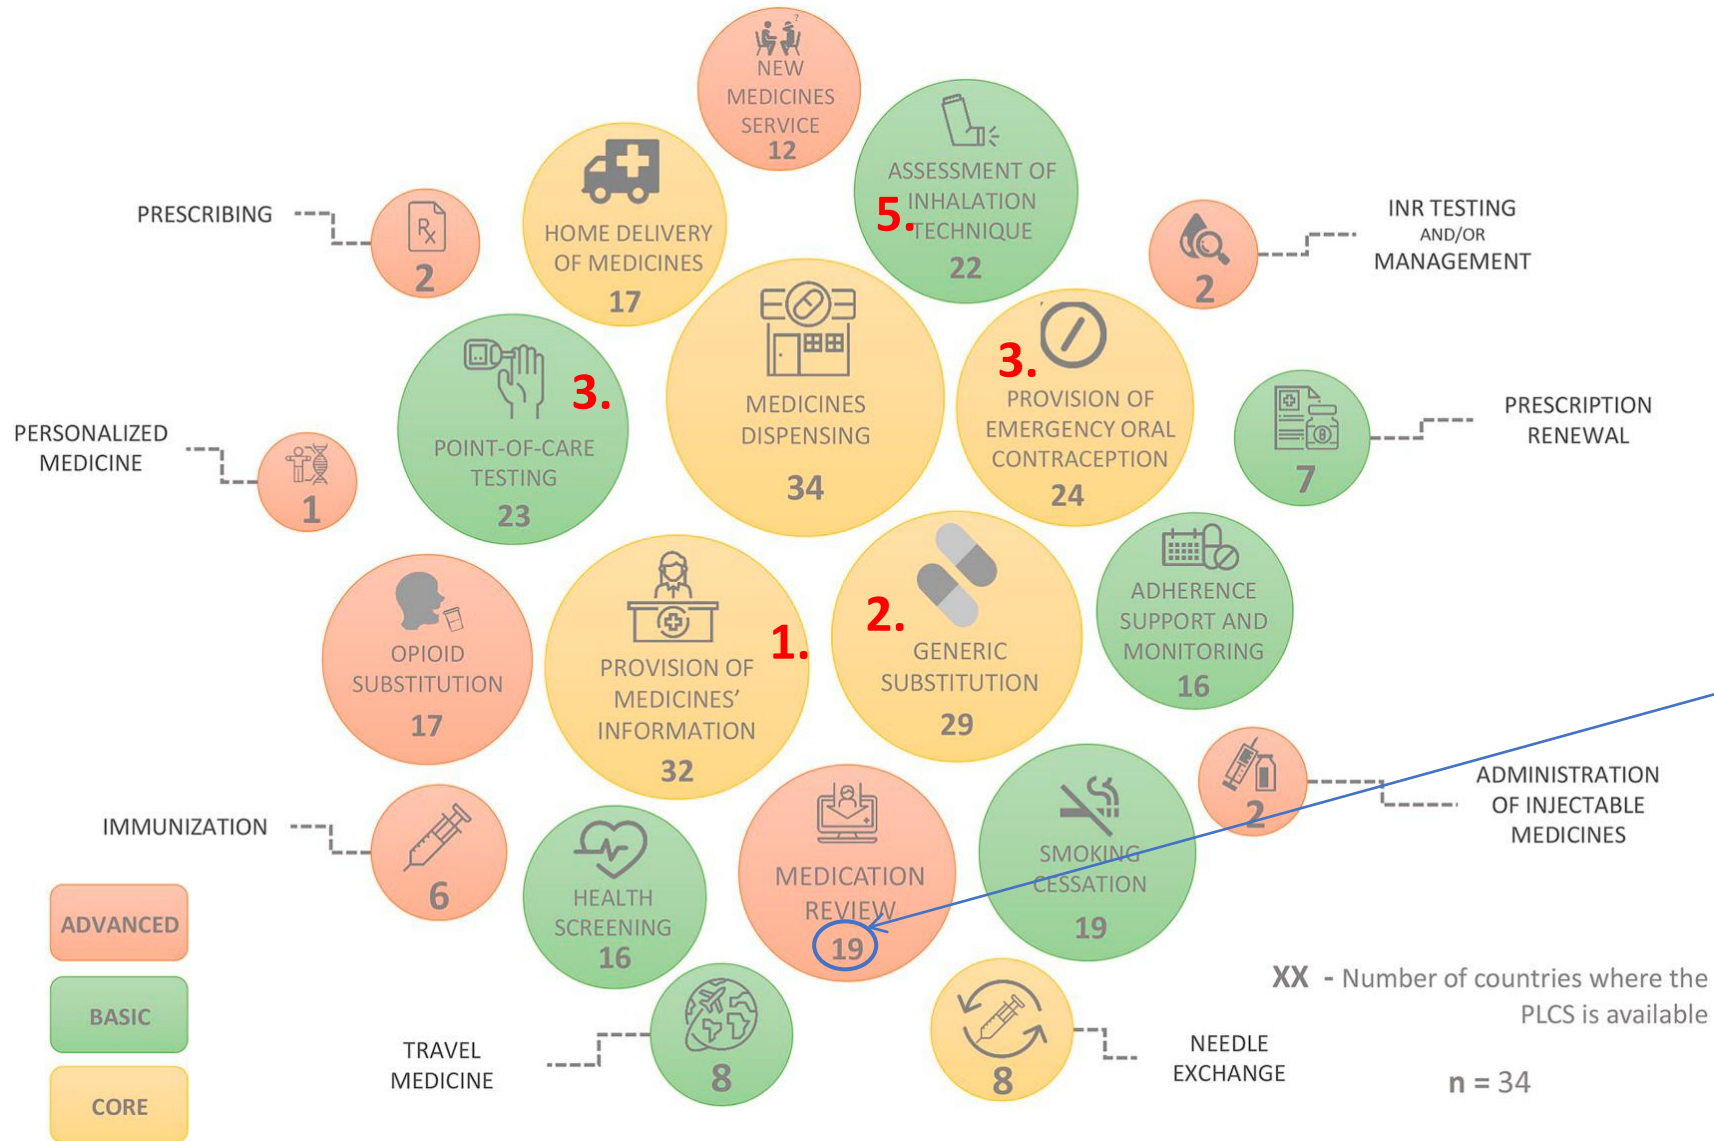 ?
NEW
MEDICINES
SERVICE
12
ASSESSMENT OF
INHALATION
5.
TECHNIQUE
22
PRESCRIBING
Rx
2
HOME DELIVERY
OF MEDICINES
17
INR TESTING
AND/OR
MANAGEMENT
2
3.
POINT-OF-CARE
TESTING
23
MEDICINES
DISPENSING
34
3.
PROVISION OF
EMERGENCY ORAL
CONTRACEPTION
24
PRESCRIPTION
RENEWAL
7
PERSONALIZED
MEDICINE
1
OPIOID
SUBSTITUTION
17
1.
PROVISION OF
MEDICINES'
INFORMATION
32
2.
GENERIC
SUBSTITUTION
29
ADHERENCE
SUPPORT AND
MONITORING
16
IMMUNIZATION
6
HEALTH
SCREENING
16
MEDICATION
REVIEW
19
SMOKING
CESSATION
19
2
ADMINISTRATION
OF INJECTABLE
MEDICINES
ADVANCED
BASIC
CORE
TRAVEL
MEDICINE
8
8
NEEDLE
EXCHANGE
XX - Number of countries where the
PLCS is available
n = 34